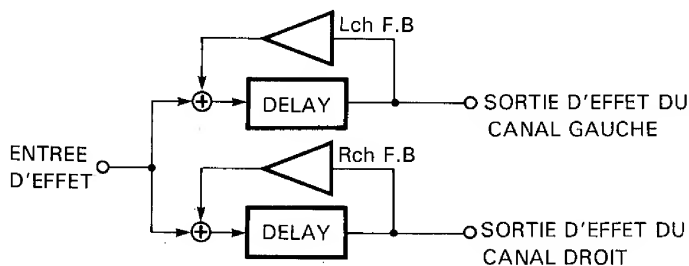 Lch F.B
DELAY
SORTIE D'EFFET DU
CANAL GAUCHE
ENTREE
D'EFFET
Rch F.B
DELAY
SORTIE D'EFFET DU
CANAL DROIT